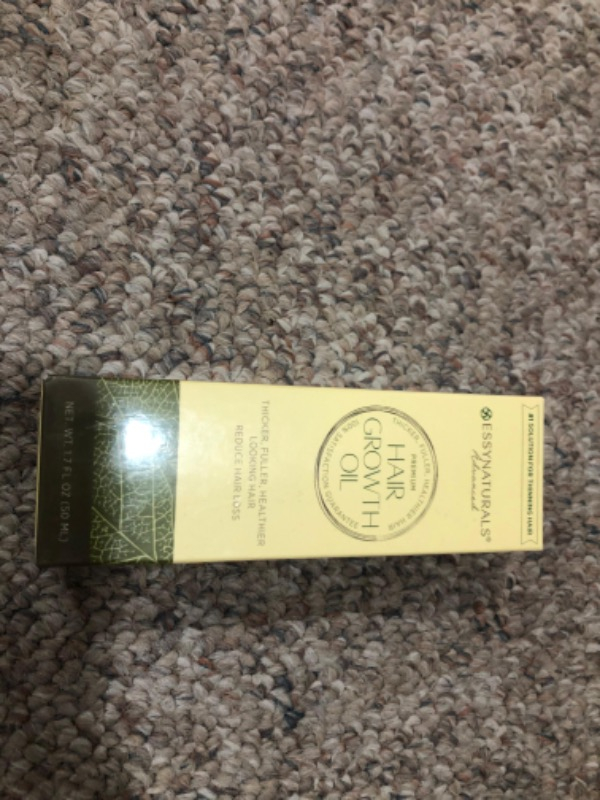 #1 SOLUTION FOR THINNING HAIR
ESSYNATURALS®
Advanced
THICKER, FULLER, HEALTHIER HAIR
PREMIUM
HAIR
GROWTH
OIL
100% SATISFACTION GUARANTEE
THICKER, FULLER, HEALTHIER
LOOKING HAIR
REDUCE HAIR LOSS
NET WT 1.7 FL OZ (50 ML)